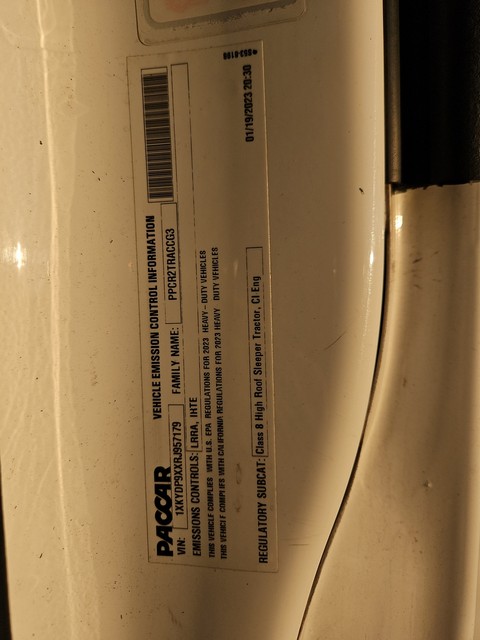 PACCAR VEHICLE EMISSION CONTROL INFORMATION
VIN: 1XKYDP9XXRJ957179 FAMILY NAME: PPCR2TRACCG3
EMISSIONS CONTROLS: LRRA, IHTE
THIS VEHICLE COMPLIES WITH U.S. EPA REGULATIONS FOR 2023 HEAVY-DUTY VEHICLES
THIS VEHICLE COMPLIES WITH CALIFORNIA REGULATIONS FOR 2023 HEAVY DUTY VEHICLES
01/19/2023 20:30
REGULATORY SUBCAT: Class 8 High Roof Sleeper Tractor, CI Eng